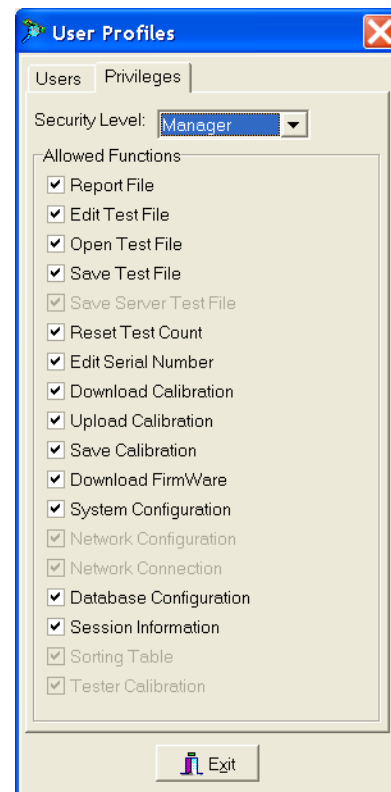 User Profiles
Users Privileges
Security Level: Manager
Allowed Functions
Report File
Edit Test File
Open Test File
Save Test File
Save Server Test File
Reset Test Count
Edit Serial Number
Download Calibration
Upload Calibration
Save Calibration
Download FirmWare
System Configuration
Network Configuration
Network Connection
Database Configuration
Session Information
Sorting Table
Tester Calibration
Exit